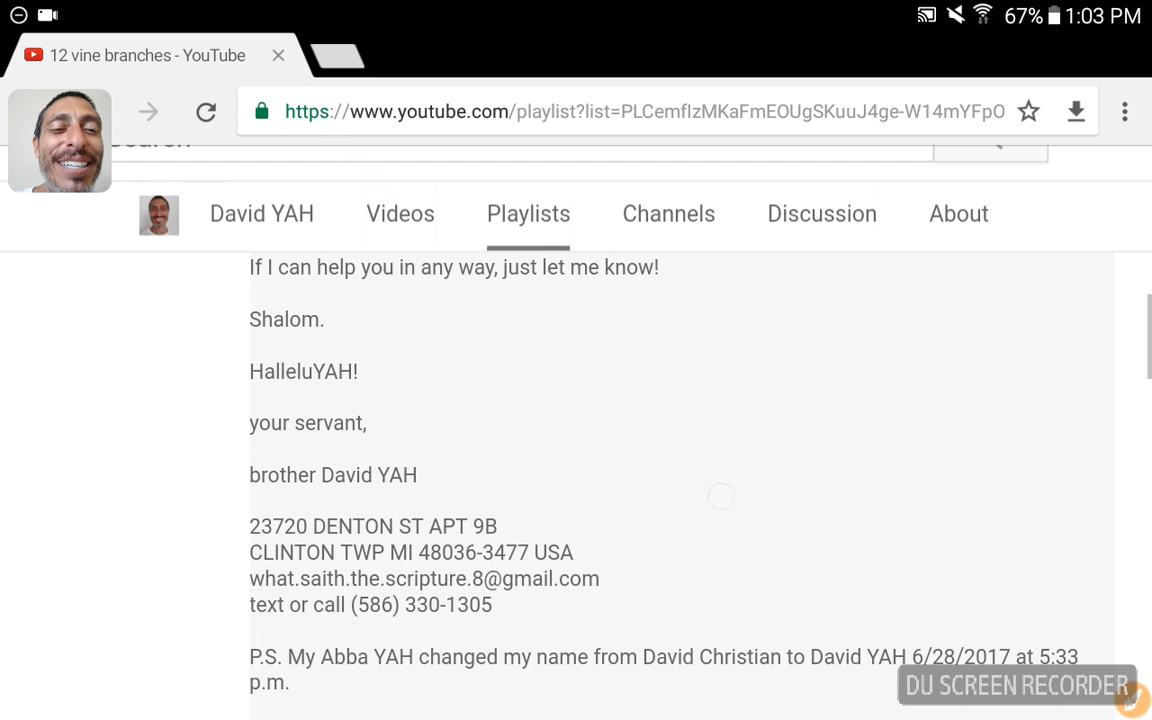 67% 1:03 PM
12 vine branches - YouTube
https://www.youtube.com/playlist?list=PLCemfIzMKaFmEOUgSKuuJ4ge-W14mYFpO
Search
David YAH Videos Playlists Channels Discussion About
If I can help you in any way, just let me know!
Shalom.
HalleluYAH!
your servant,
brother David YAH
23720 DENTON ST APT 9B
CLINTON TWP MI 48036-3477 USA
what.saith.the.scripture.8@gmail.com
text or call (586) 330-1305
P.S. My Abba YAH changed my name from David Christian to David YAH 6/28/2017 at 5:33
p.m.
DU SCREEN RECORDER